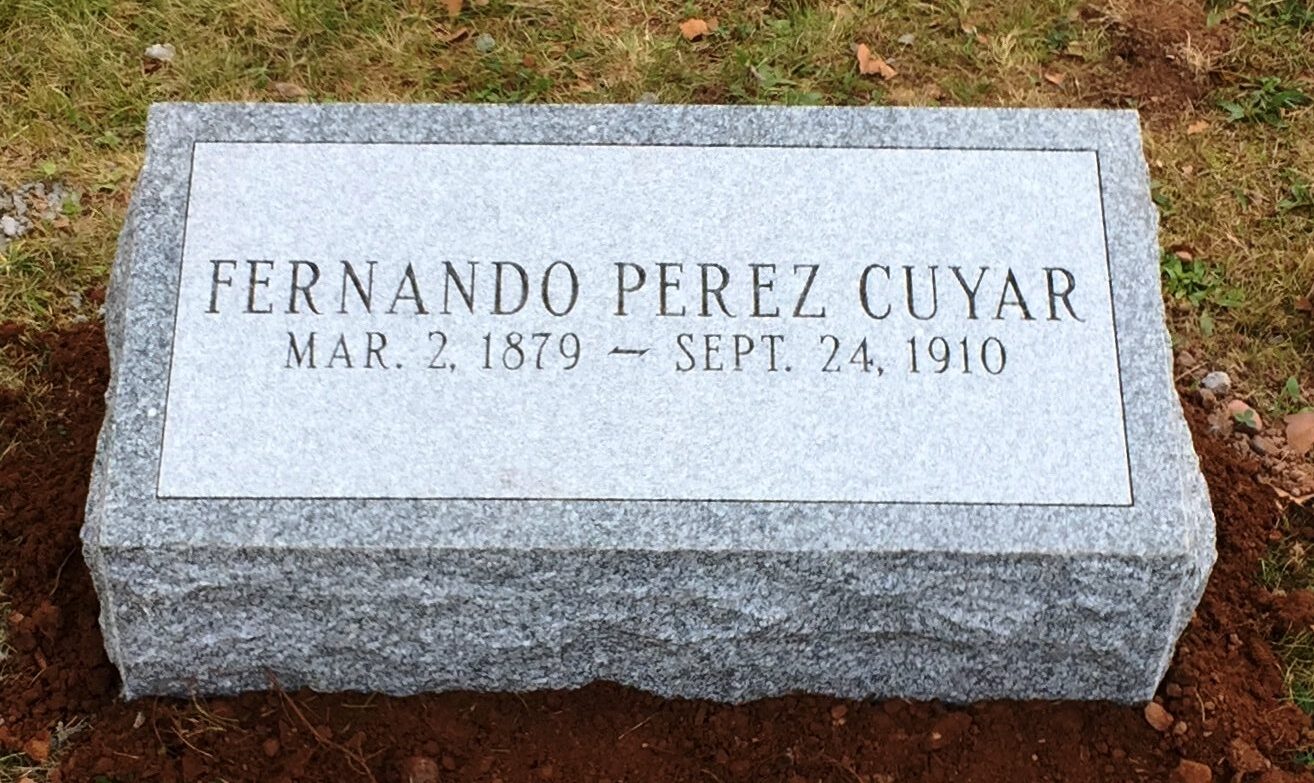 FERNANDO PEREZ CUYAR
MAR. 2, 1879 – SEPT. 24, 1910